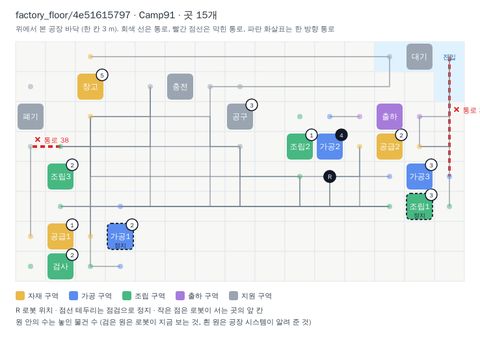 factory_floor/4e51615797 · Camp91 · 곳 15개
위에서 본 공장 바닥 (한 칸 3 m). 회색 선은 통로, 빨간 점선은 막힌 통로, 파란 화살표는 한 방향 통로
대기
진입
창고 5
충전
폐기
공구 3
출하
✕ 통로
✕ 통로 38
조립2 1
가공2 4
공급2 2
조립3 2
R
가공3 3
조립1 3
정지
공급1 1
가공1 2
정지
검사 2
자재 구역
가공 구역
조립 구역
출하 구역
지원 구역
R 로봇 위치 · 점선 테두리는 점검으로 정지 · 작은 점은 로봇이 서는 곳의 앞 칸
원 안의 수는 놓인 물건 수 (검은 원은 로봇이 지금 보는 것, 흰 원은 공장 시스템이 알려 준 것)